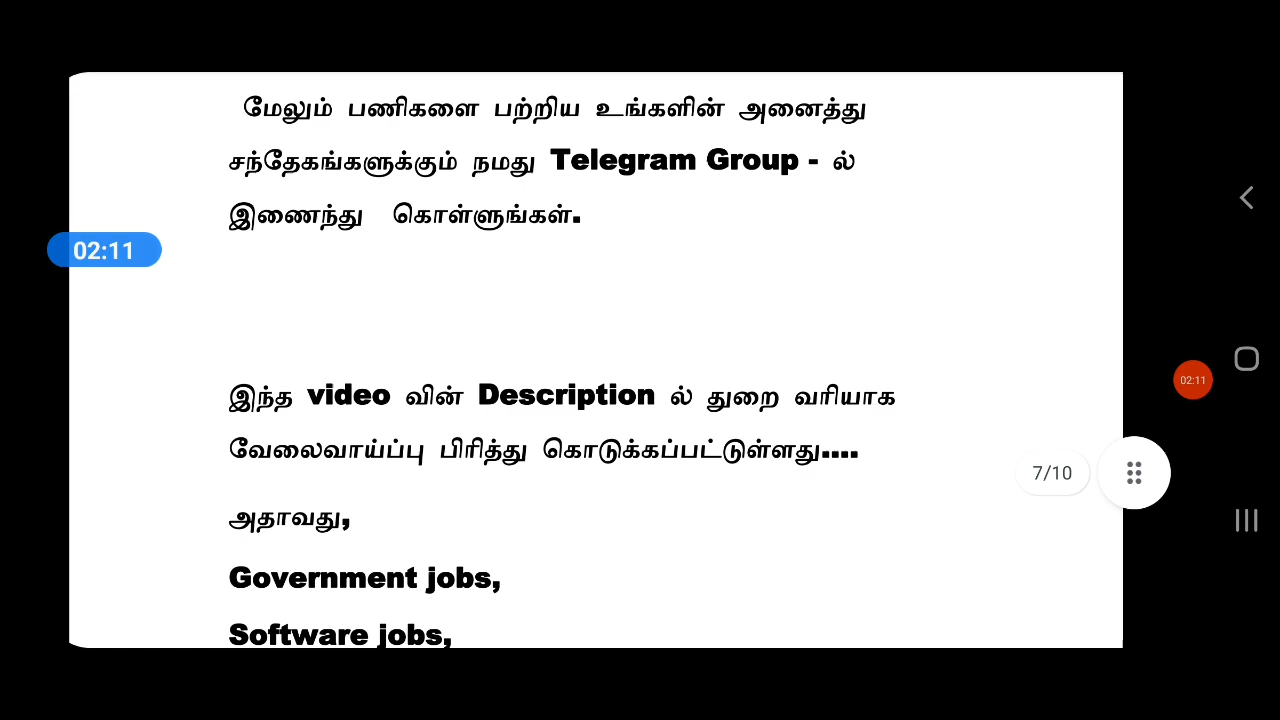 மேலும் பணிகளை பற்றிய உங்களின் அனைத்து
சந்தேகங்களுக்கும் நமது Telegram Group - ல்
இணைந்து கொள்ளுங்கள்.
02:11
இந்த video வின் Description ல் துறை வரியாக
வேலைவாய்ப்பு பிரித்து கொடுக்கப்பட்டுள்ளது....
அதாவது,
Government jobs,
Software jobs,
02:11
7/10